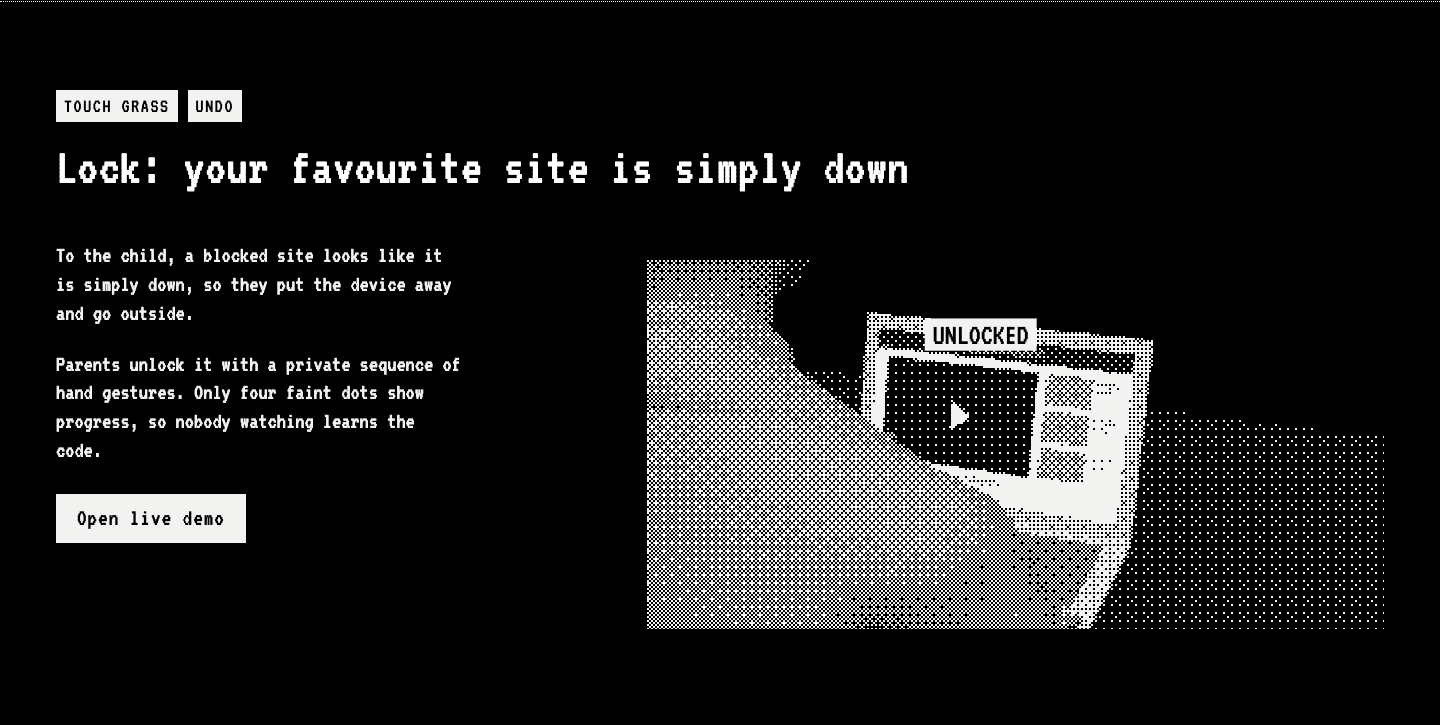 TOUCH GRASS UNDO
Lock: your favourite site is simply down
To the child, a blocked site looks like it
is simply down, so they put the device away
and go outside.
Parents unlock it with a private sequence of
hand gestures. Only four faint dots show
progress, so nobody watching learns the
code.
Open live demo
UNLOCKED